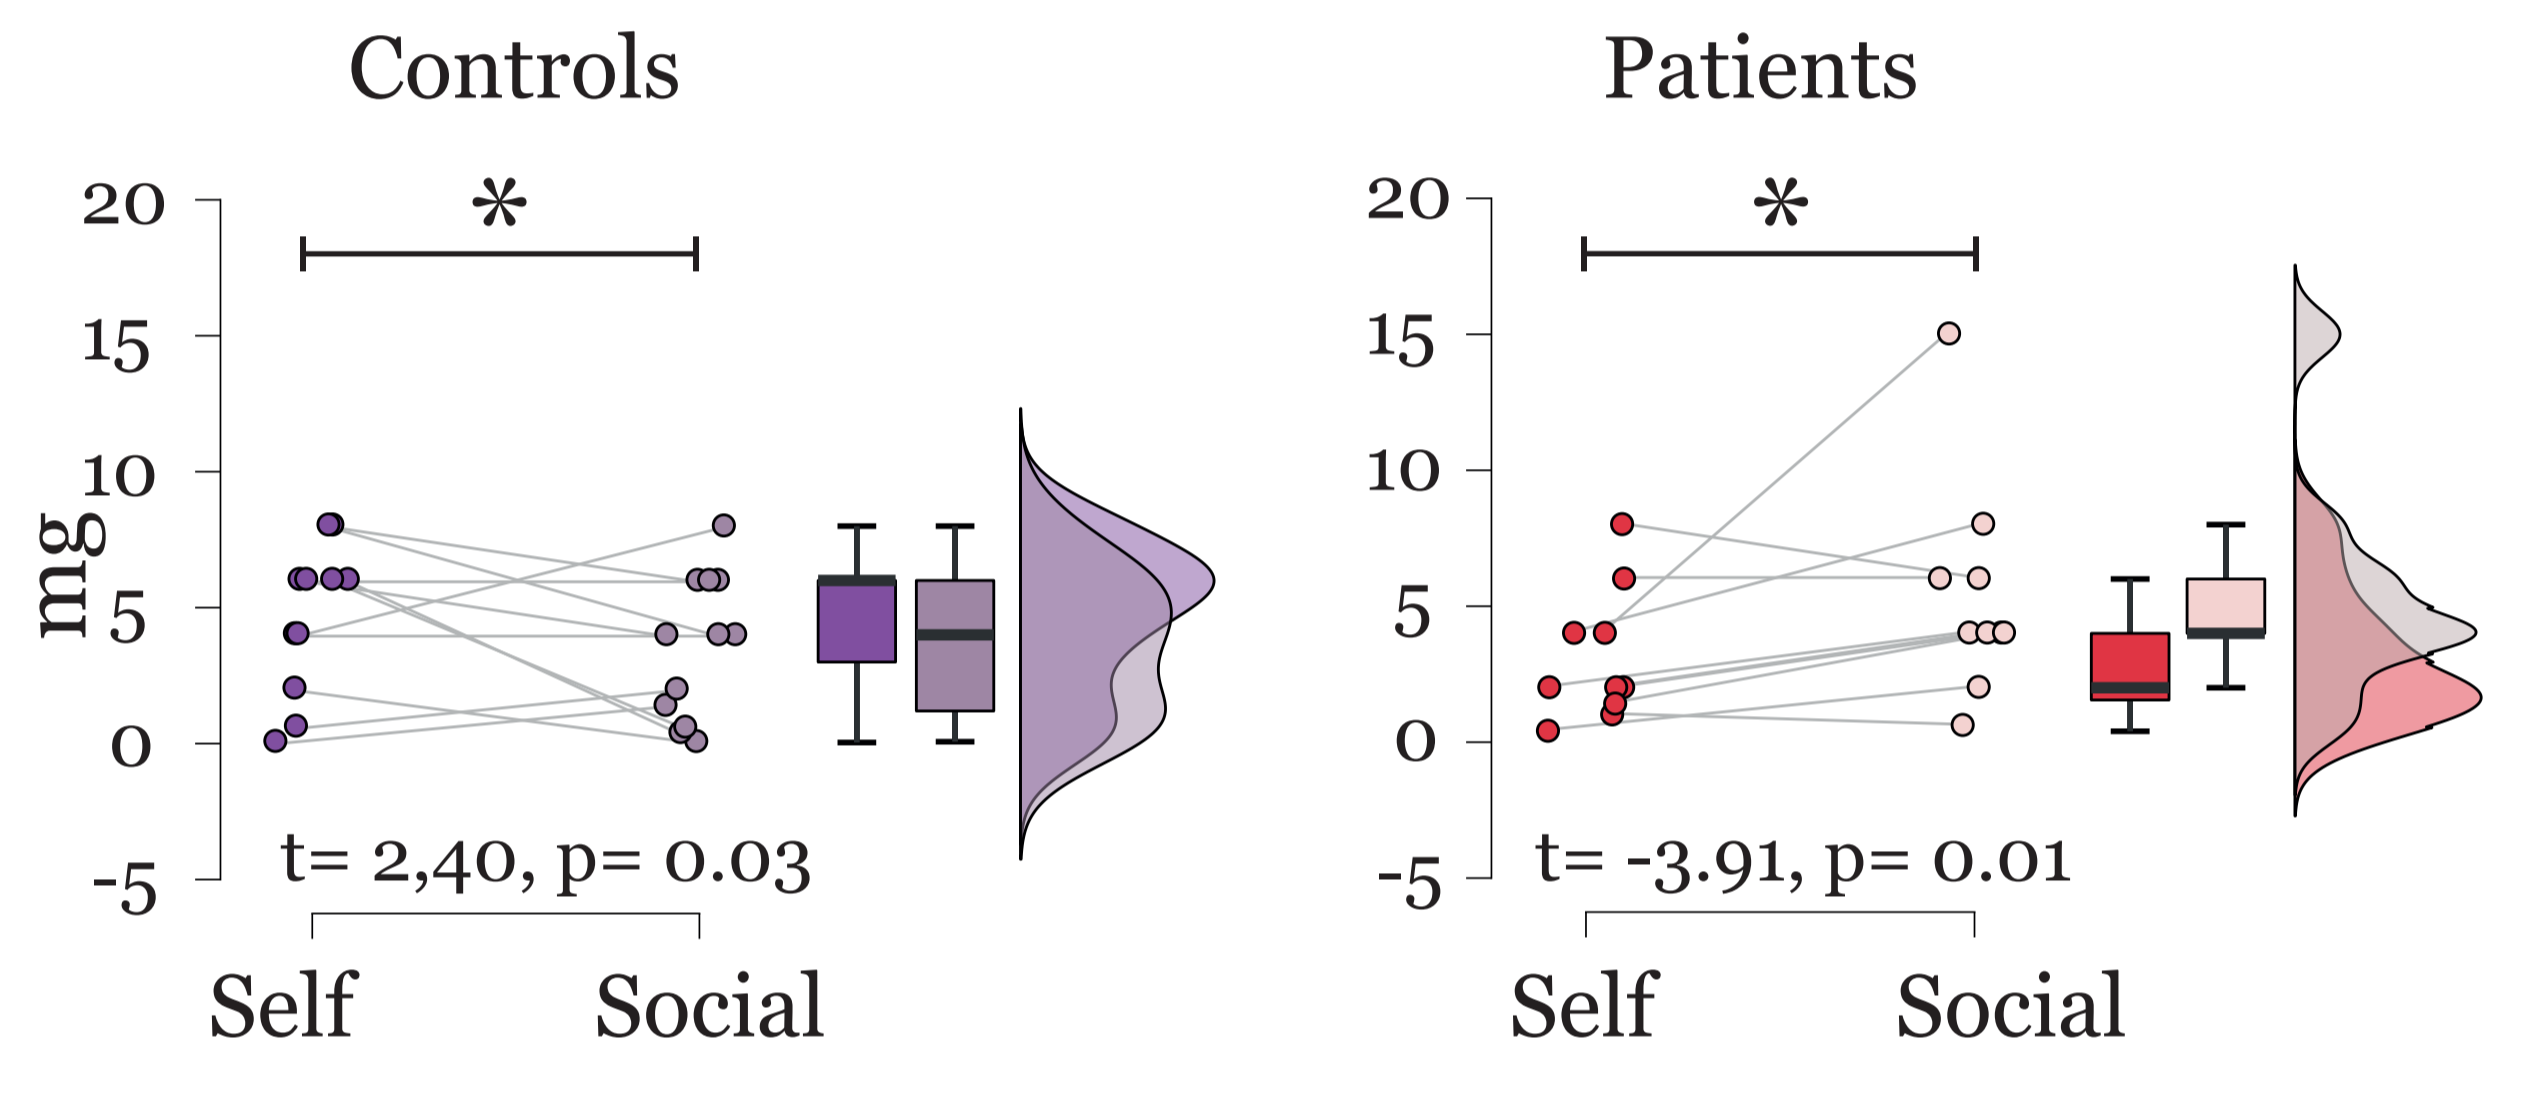 Controls
Patients
*
*
mg
20
15
10
5
0
-5
20
15
10
5
0
-5
t= 2,40, p= 0.03
t= -3.91, p= 0.01
Self
Social
Self
Social